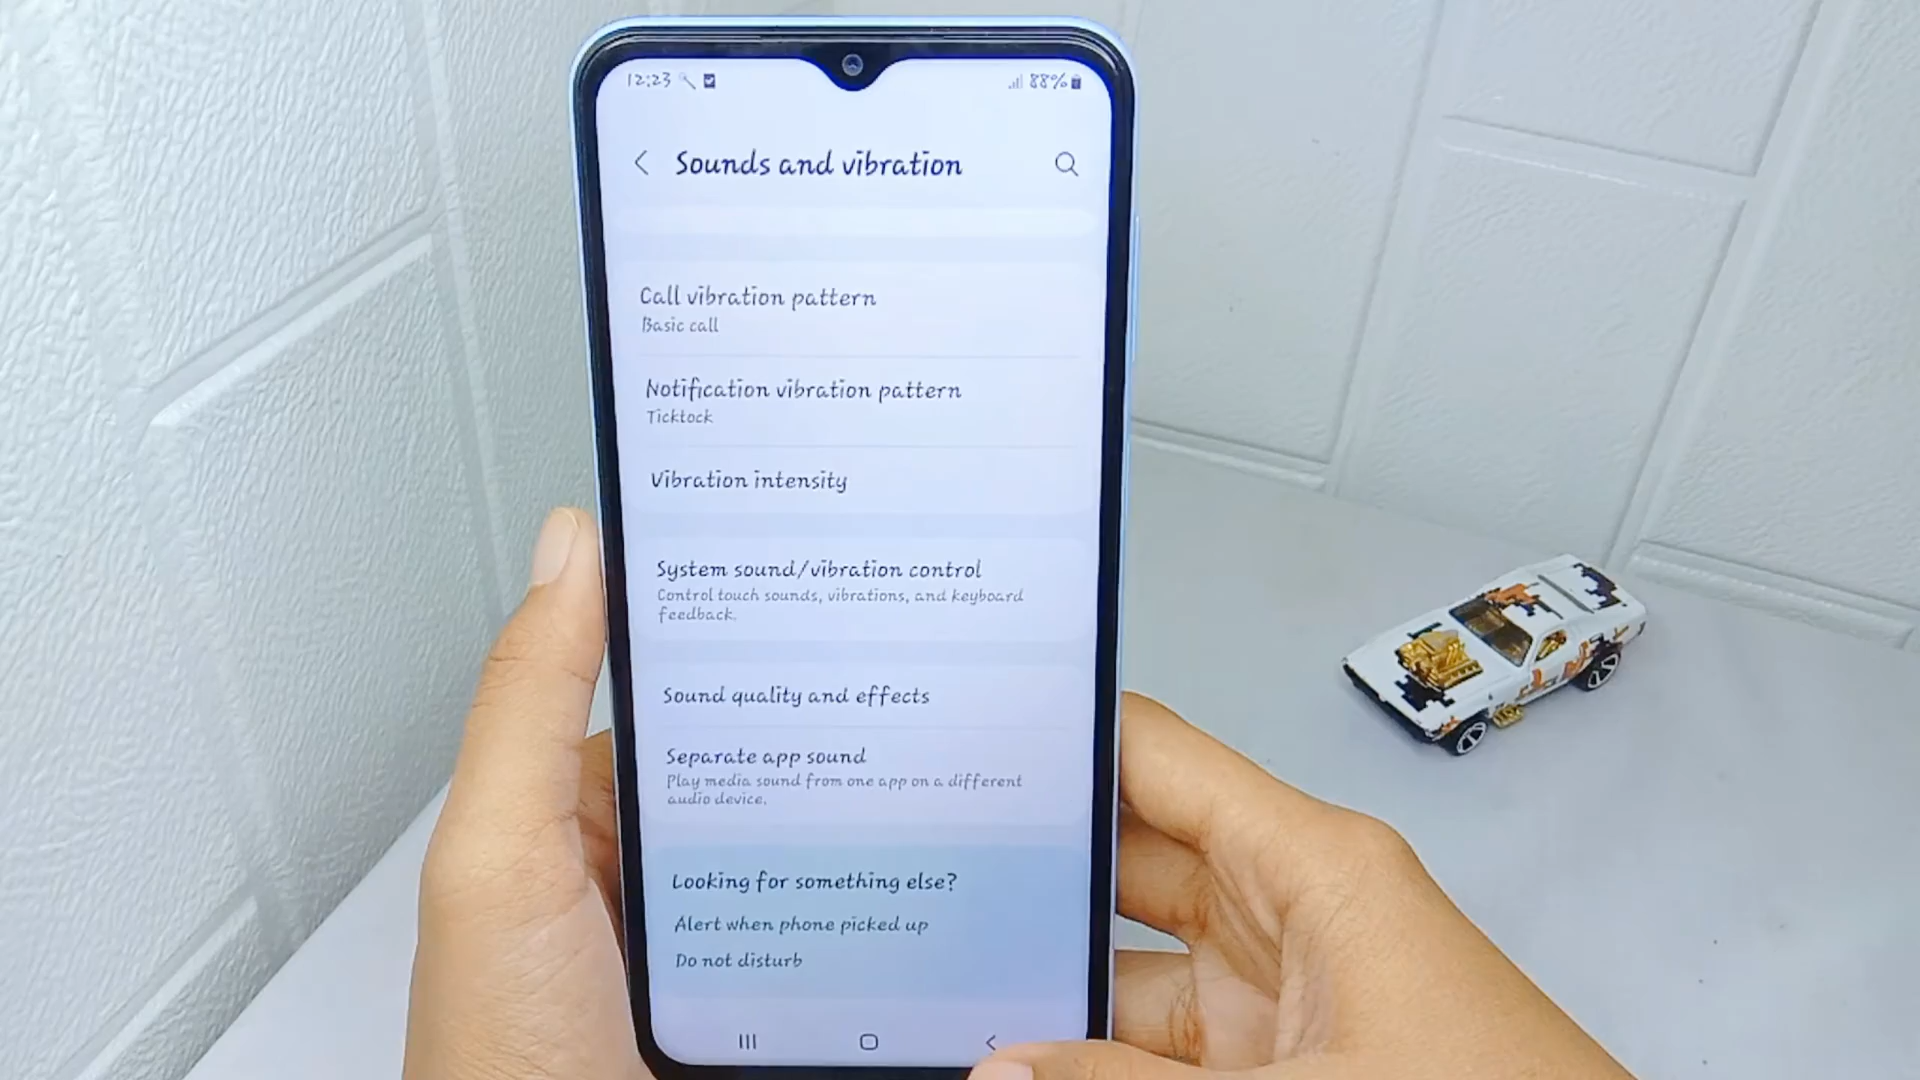 12:23
88%
Sounds and vibration
Call vibration pattern
Basic call
Notification vibration pattern
Ticktock
Vibration intensity
System sound/vibration control
Control touch sounds, vibrations, and keyboard
feedback.
Sound quality and effects
Separate app sound
Play media sound from one app on a different
audio device.
Looking for something else?
Alert when phone picked up
Do not disturb